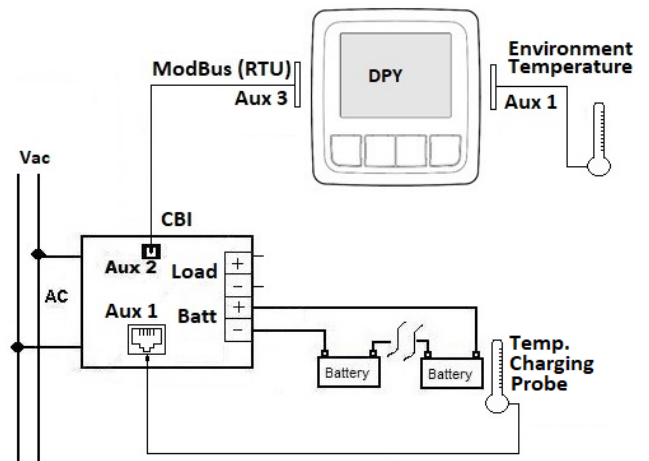 ModBus (RTU)
Aux 3
DPY
Environment
Temperature
Aux 1
Vac
CBI
AC
Aux 2
Load
+
-
Aux 1
Batt
+
-
Battery
Battery
Temp.
Charging
Probe